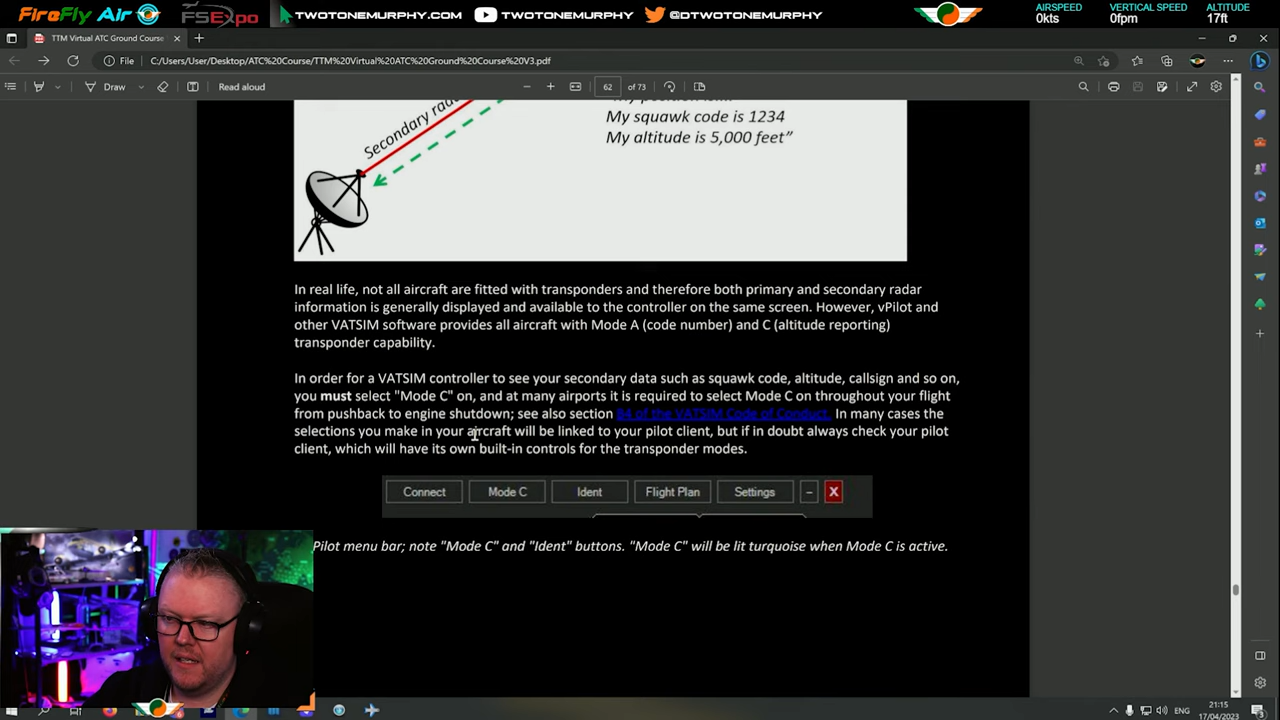 FireFly Air FSExpo TWOTONEMURPHY.COM TWOTONEMURPHY @DTWOTONEMURPHY AIRSPEED VERTICAL SPEED ALTITUDE
0kts 0fpm 17ft
TTM Virtual ATC Ground Course
File C:/Users/User/Desktop/ATC%20Course/TTM%20Virtual%20ATC%20Ground%20Course%20V3.pdf
Draw Read aloud 62 of 73
My squawk code is 1234
My altitude is 5,000 feet”
Secondary rada
In real life, not all aircraft are fitted with transponders and therefore both primary and secondary radar
information is generally displayed and available to the controller on the same screen. However, vPilot and
other VATSIM software provides all aircraft with Mode A (code number) and C (altitude reporting)
transponder capability.
In order for a VATSIM controller to see your secondary data such as squawk code, altitude, callsign and so on,
you must select "Mode C" on, and at many airports it is required to select Mode C on throughout your flight
from pushback to engine shutdown; see also section B4 of the VATSIM Code of Conduct. In many cases the
selections you make in your aircraft will be linked to your pilot client, but if in doubt always check your pilot
client, which will have its own built-in controls for the transponder modes.
Connect Mode C Ident Flight Plan Settings – X
Pilot menu bar; note "Mode C" and "Ident" buttons. "Mode C" will be lit turquoise when Mode C is active.
ENG 21:15
17/04/2023